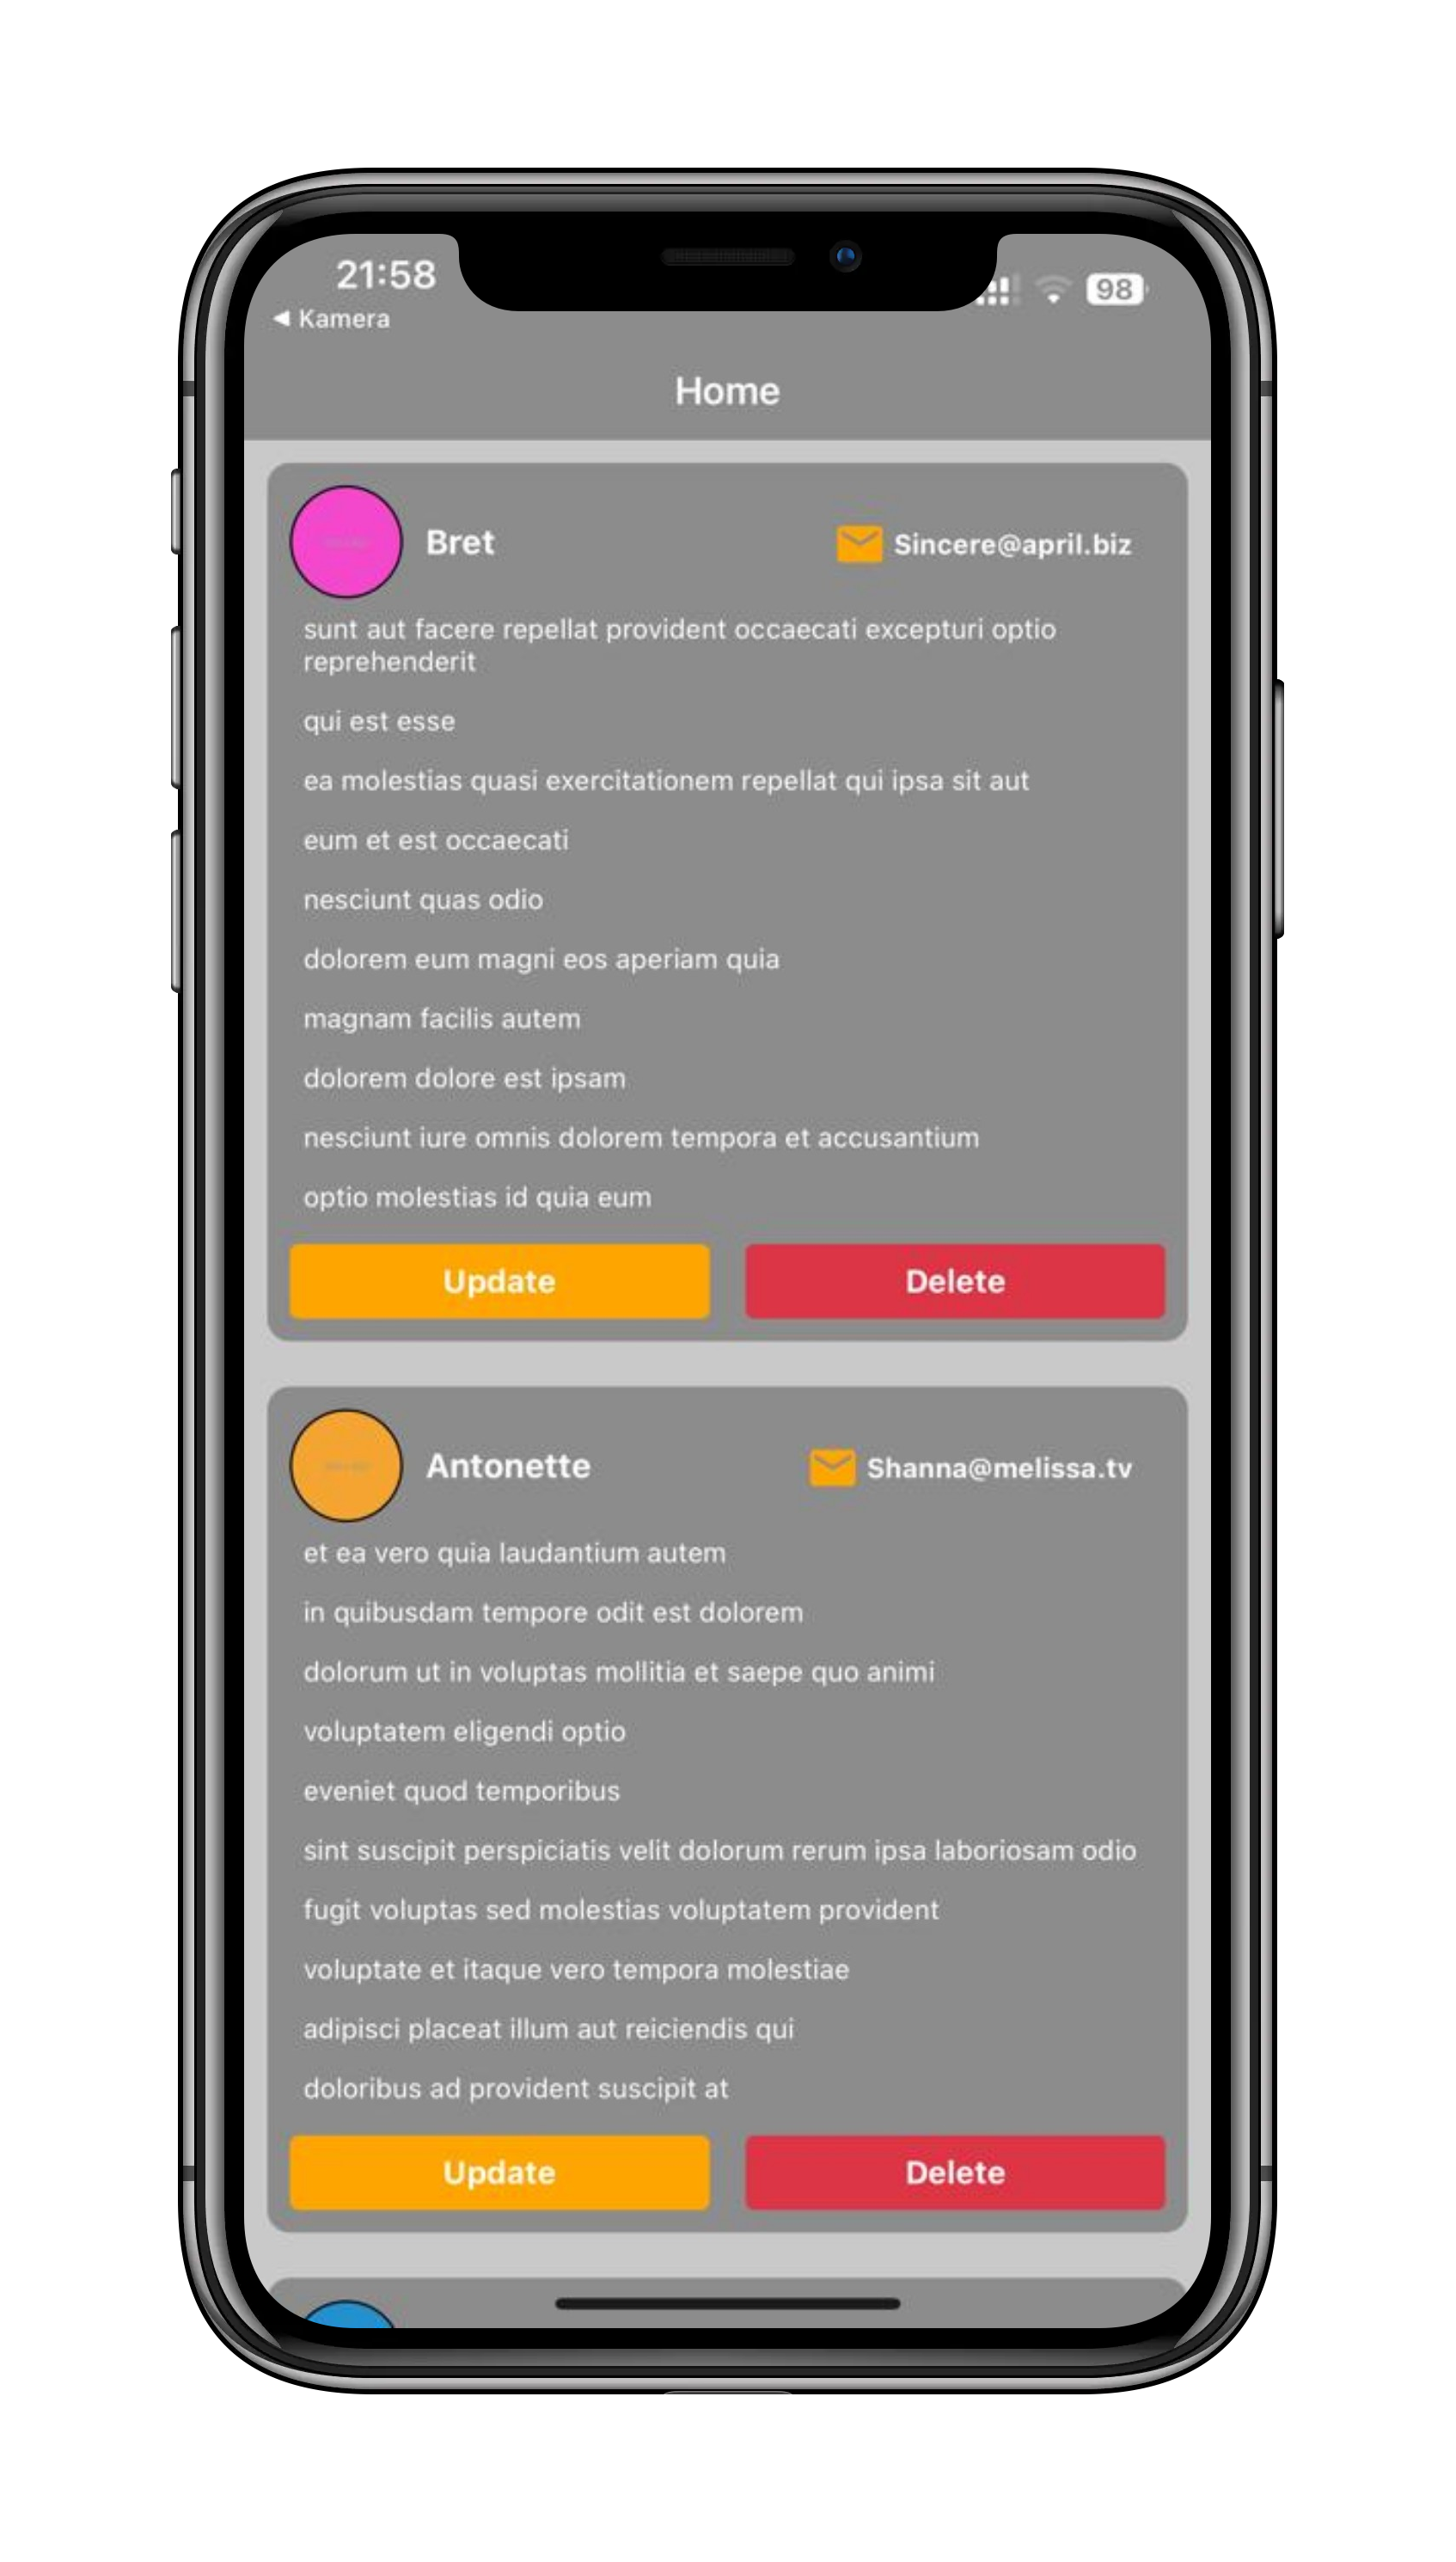 21:58
◀ Kamera
98
Home
Bret
Sincere@april.biz
sunt aut facere repellat provident occaecati excepturi optio
reprehenderit
qui est esse
ea molestias quasi exercitationem repellat qui ipsa sit aut
eum et est occaecati
nesciunt quas odio
dolorem eum magni eos aperiam quia
magnam facilis autem
dolorem dolore est ipsam
nesciunt iure omnis dolorem tempora et accusantium
optio molestias id quia eum
Update
Delete
Antonette
Shanna@melissa.tv
et ea vero quia laudantium autem
in quibusdam tempore odit est dolorem
dolorum ut in voluptas mollitia et saepe quo animi
voluptatem eligendi optio
eveniet quod temporibus
sint suscipit perspiciatis velit dolorum rerum ipsa laboriosam odio
fugit voluptas sed molestias voluptatem provident
voluptate et itaque vero tempora molestiae
adipisci placeat illum aut reiciendis qui
doloribus ad provident suscipit at
Update
Delete